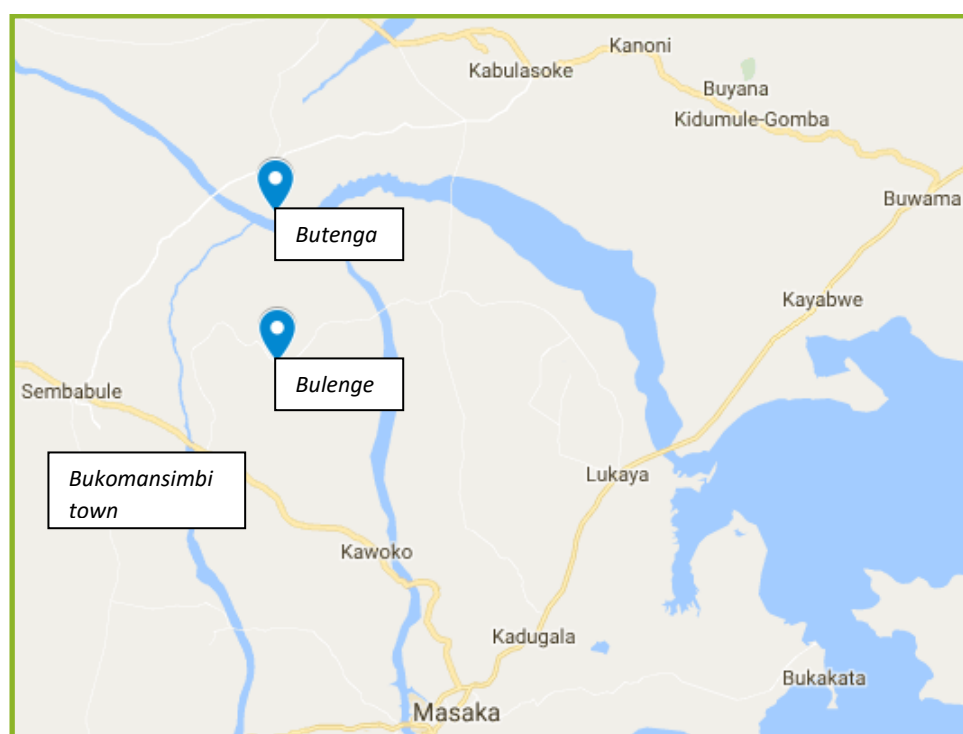 Kanoni
Kabulasoke
Buyana
Kidumule-Gomba
Buwama
Butenga
Kayabwe
Bulenge
Sembabule
Bukomansimbi
town
Lukaya
Kawoko
Kadugala
Bukakata
Masaka